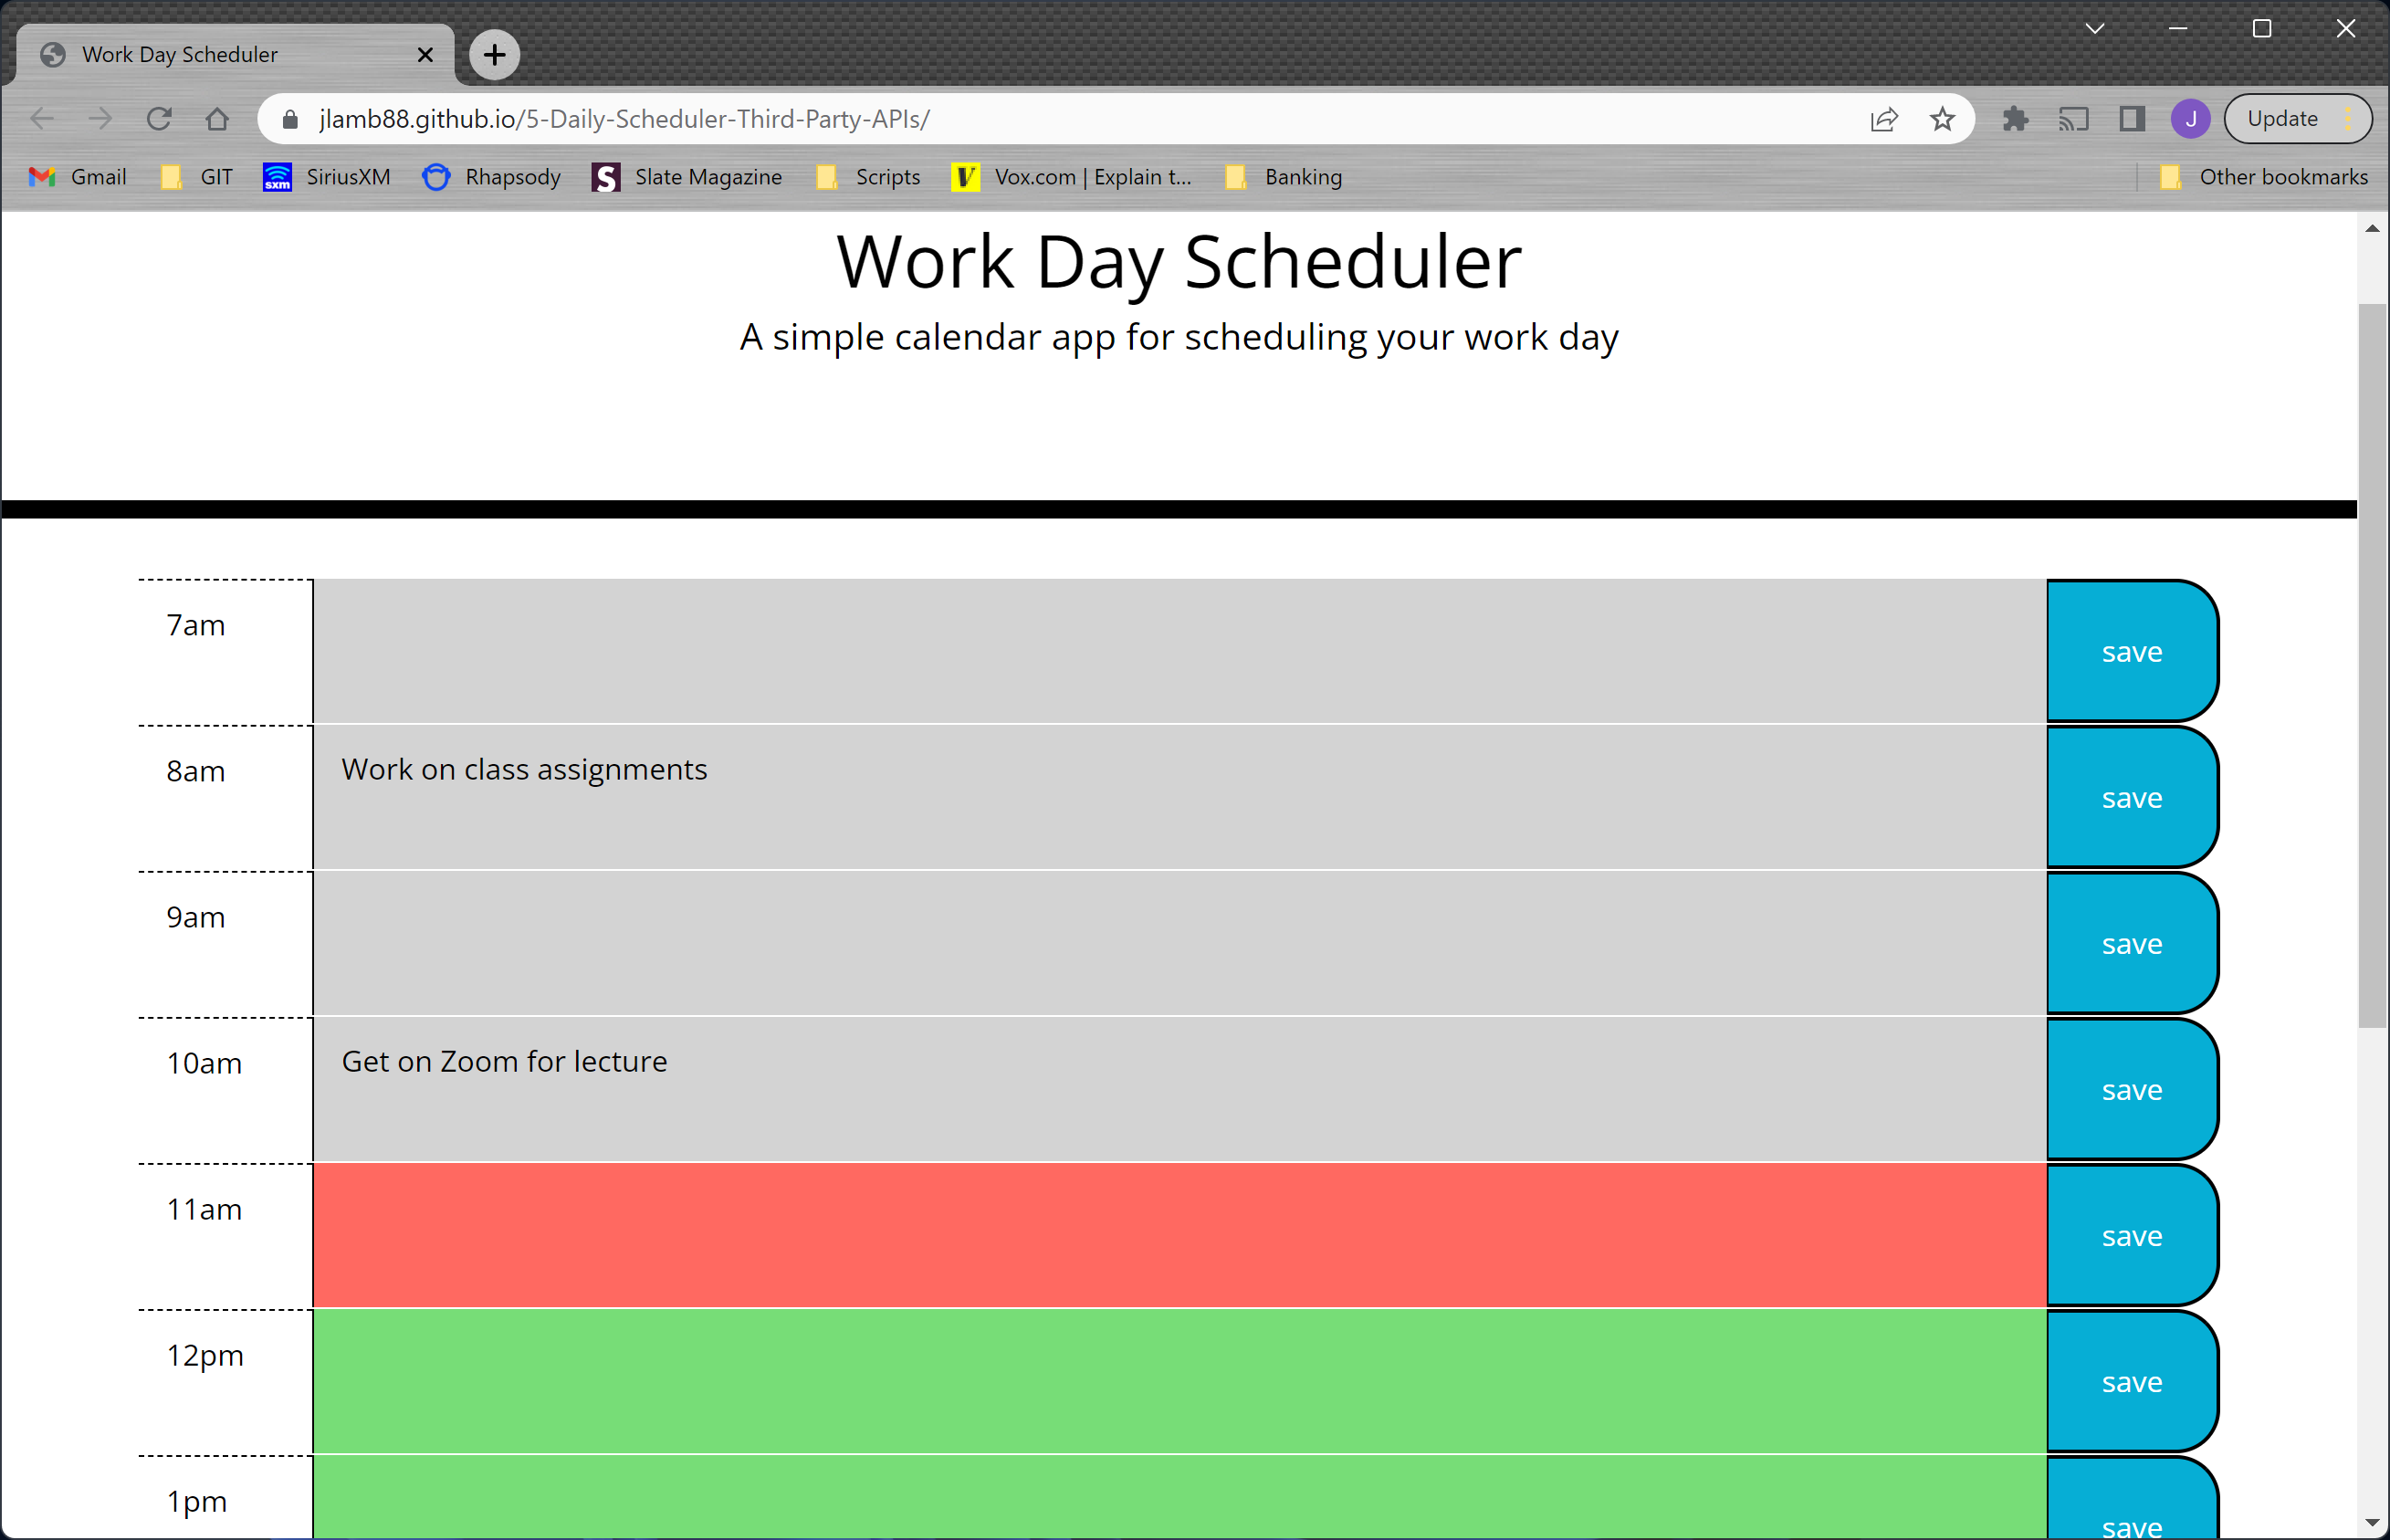 Work Day Scheduler
jlamb88.github.io/5-Daily-Scheduler-Third-Party-APIs/
J
Update
Gmail GIT sxm SiriusXM Rhapsody S Slate Magazine Scripts V Vox.com | Explain t... Banking Other bookmarks
Work Day Scheduler
A simple calendar app for scheduling your work day
7am save
8am Work on class assignments save
9am save
10am Get on Zoom for lecture save
11am save
12pm save
1pm save